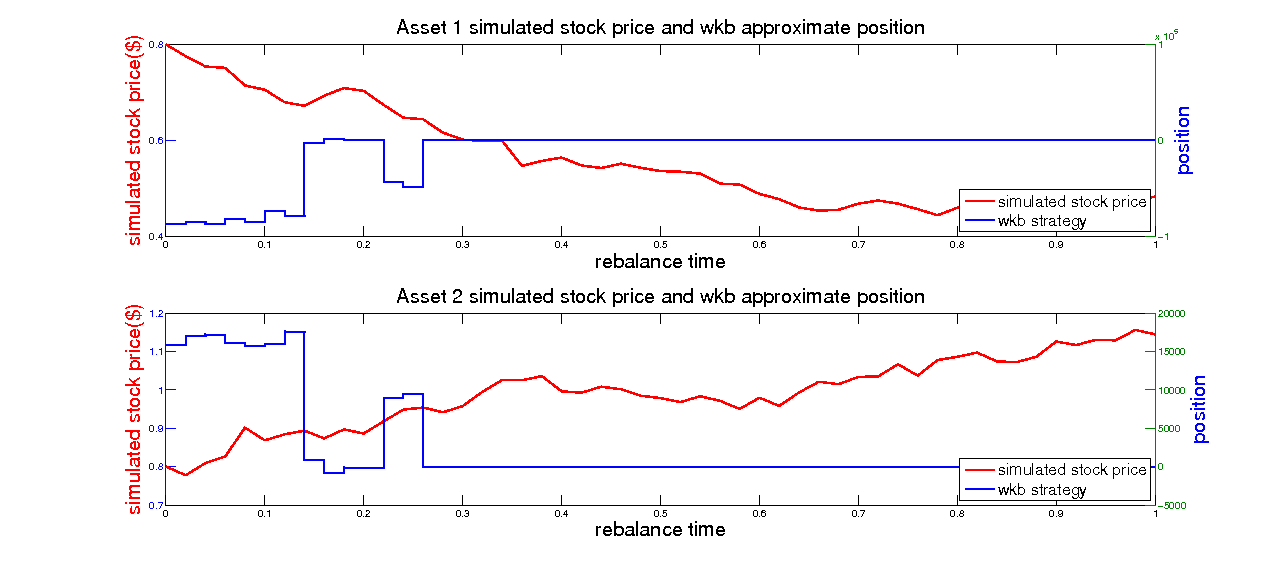 Asset 1 simulated stock price and wkb approximate position
simulated stock price($)
0.8
0.6
0.4
x 10^5
1
0
-1
position
simulated stock price
wkb strategy
0 0.1 0.2 0.3 0.4 0.5 0.6 0.7 0.8 0.9 1
rebalance time
Asset 2 simulated stock price and wkb approximate position
simulated stock price($)
1.2
1.1
1
0.9
0.8
0.7
20000
15000
10000
5000
0
-5000
position
simulated stock price
wkb strategy
0 0.1 0.2 0.3 0.4 0.5 0.6 0.7 0.8 0.9 1
rebalance time